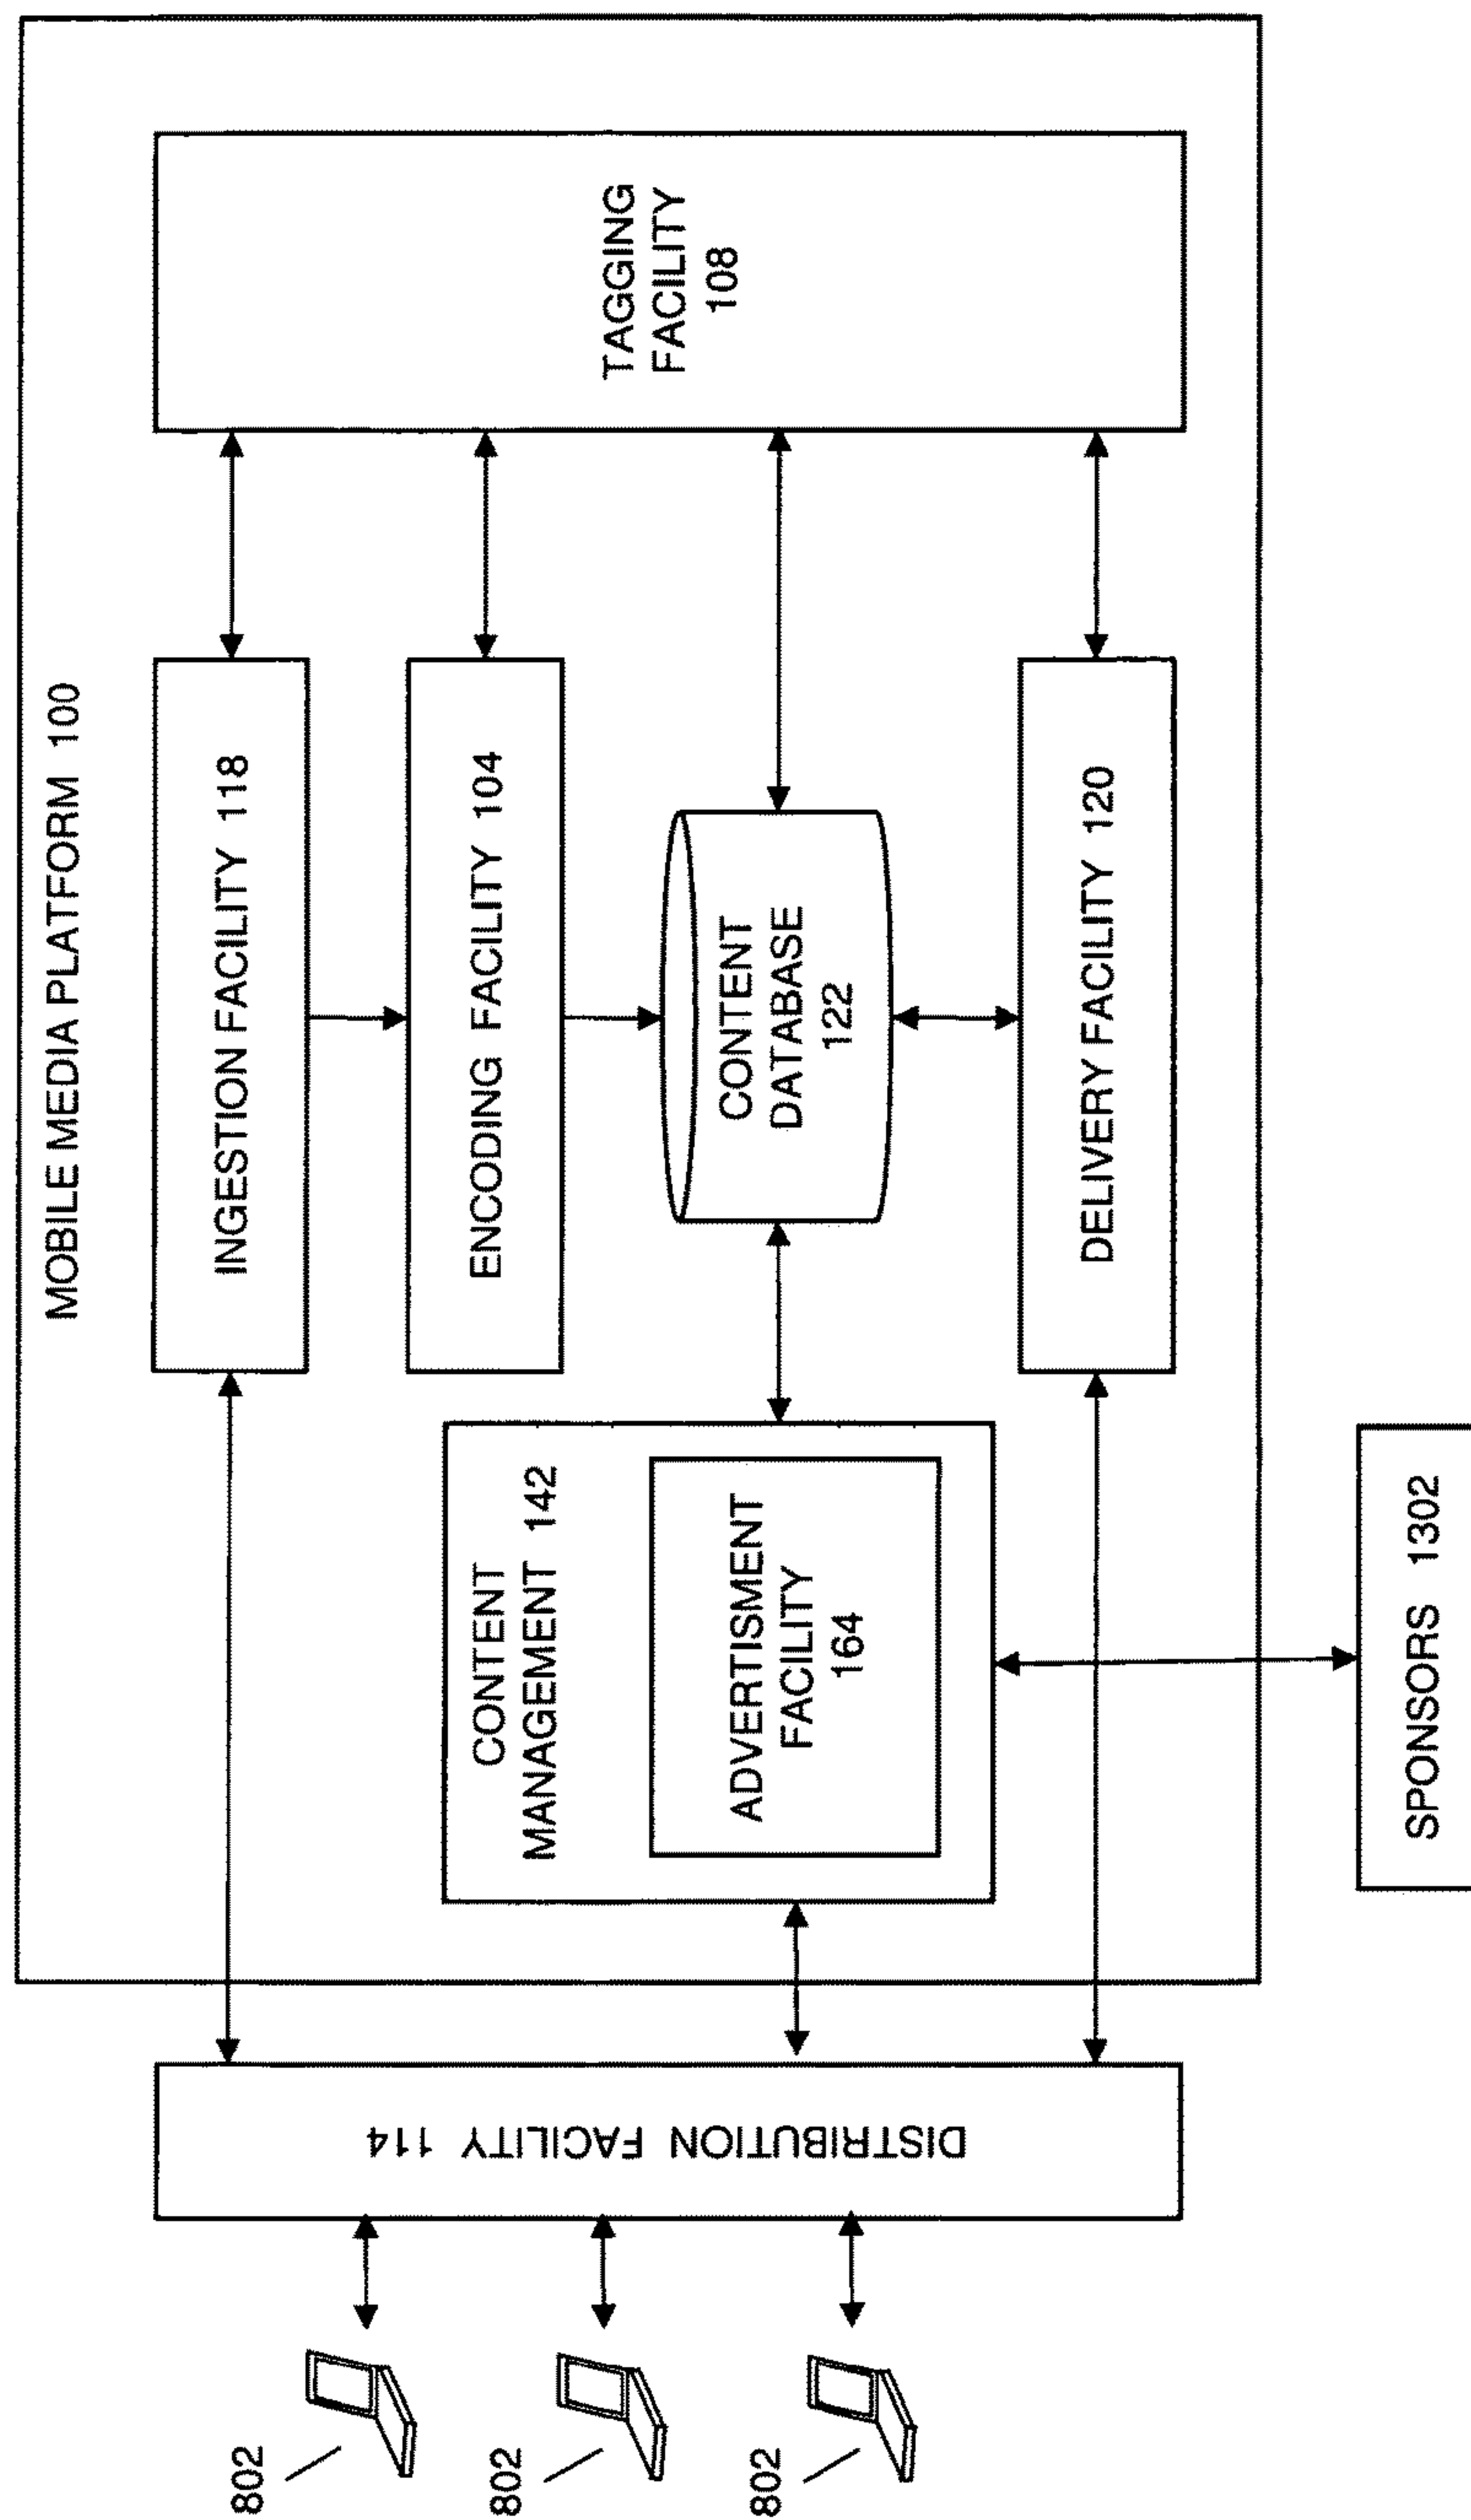 MOBILE MEDIA PLATFORM 100
INGESTION FACILITY 118
ENCODING FACILITY 104
CONTENT
DATABASE
122
DELIVERY FACILITY 120
TAGGING
FACILITY
108
CONTENT
MANAGEMENT 142
ADVERTISMENT
FACILITY
164
SPONSORS 1302
DISTRIBUTION FACILITY 114
802
802
802